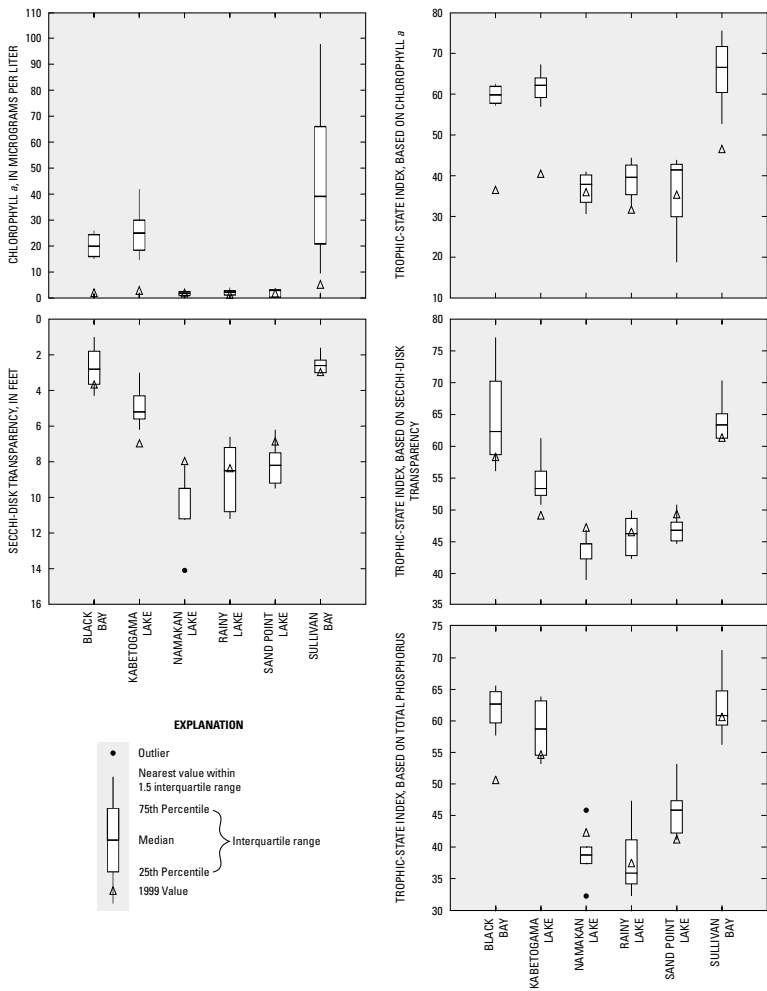 CHLOROPHYLL a, IN MICROGRAMS PER LITER
110
100
90
80
70
60
50
40
30
20
10
0
TROPHIC-STATE INDEX, BASED ON CHLOROPHYLL a
80
70
60
50
40
30
20
10
SECCHI-DISK TRANSPARENCY, IN FEET
0
2
4
6
8
10
12
14
16
BLACK
BAY
KABETOGAMA
LAKE
NAMAKAN
LAKE
RAINY
LAKE
SAND POINT
LAKE
SULLIVAN
BAY
TROPHIC-STATE INDEX, BASED ON SECCHI-DISK
TRANSPARENCY
80
75
70
65
60
55
50
45
40
35
TROPHIC-STATE INDEX, BASED ON TOTAL PHOSPHORUS
75
70
65
60
55
50
45
40
35
30
BLACK
BAY
KABETOGAMA
LAKE
NAMAKAN
LAKE
RAINY
LAKE
SAND POINT
LAKE
SULLIVAN
BAY
EXPLANATION
Outlier
Nearest value within
1.5 interquartile range
75th Percentile
Median
Interquartile range
25th Percentile
1999 Value